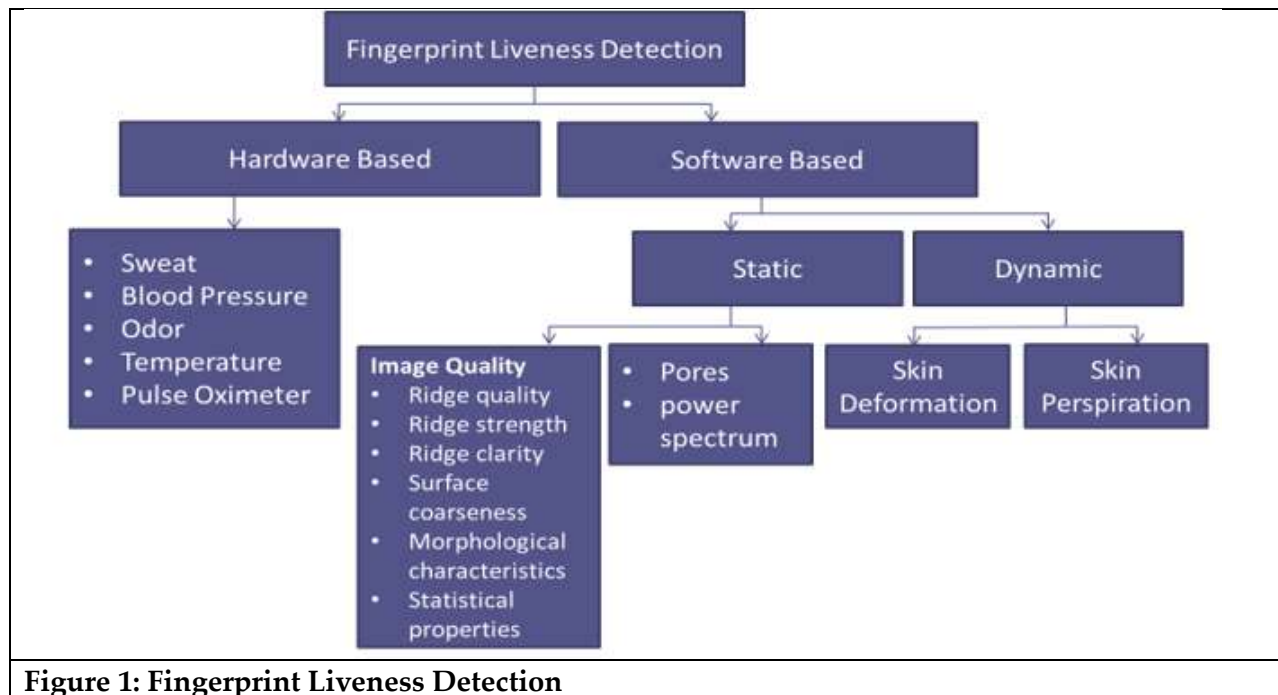 Fingerprint Liveness Detection
Hardware Based
Software Based
• Sweat
• Blood Pressure
• Odor
• Temperature
• Pulse Oximeter
Static
Dynamic
Image Quality
• Ridge quality
• Ridge strength
• Ridge clarity
• Surface
coarseness
• Morphological
characteristics
• Statistical
properties
• Pores
• power
spectrum
Skin
Deformation
Skin
Perspiration
Figure 1: Fingerprint Liveness Detection